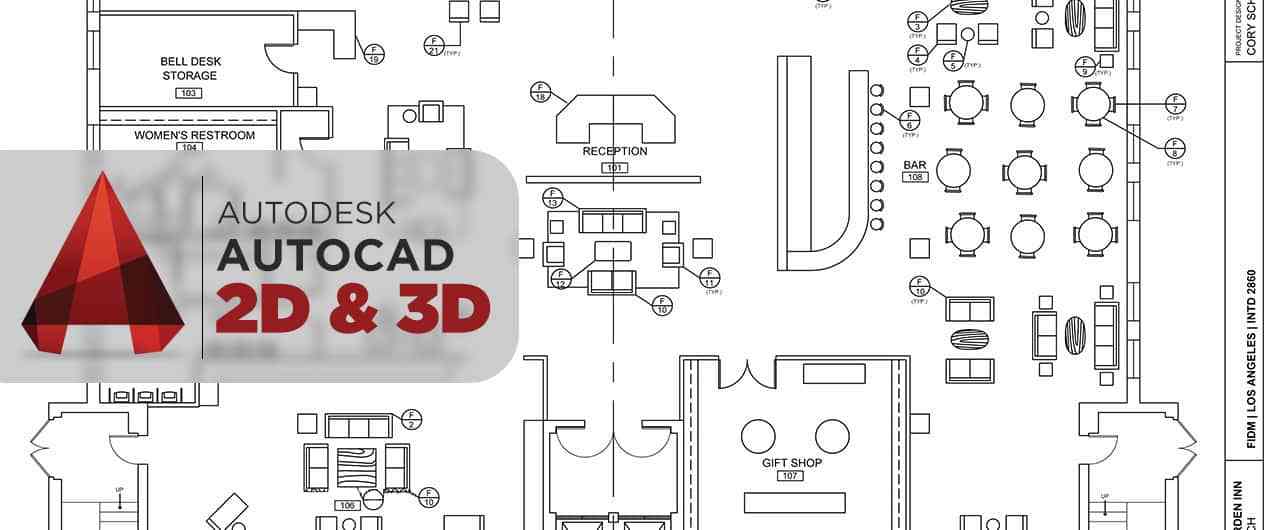 F
19
F
21
(TYP.)
BELL DESK
STORAGE
103
WOMEN'S RESTROOM
104
AUTODESK
AUTOCAD
2D & 3D
F
18
RECEPTION
101
F
13
F
12
F
11
(TYP.)
F
10
(TYP.)
F
3
(TYP.)
F
4
(TYP.)
F
5
(TYP.)
F
9
(TYP.)
F
6
(TYP.)
F
7
(TYP.)
F
8
(TYP.)
BAR
108
F
10
(TYP.)
GIFT SHOP
107
F
2
F
10
106
UP
UP
PROJECT DESIG
CORY SCH
FIDM | LOS ANGELES | INTD 2860
RDEN INN
CH